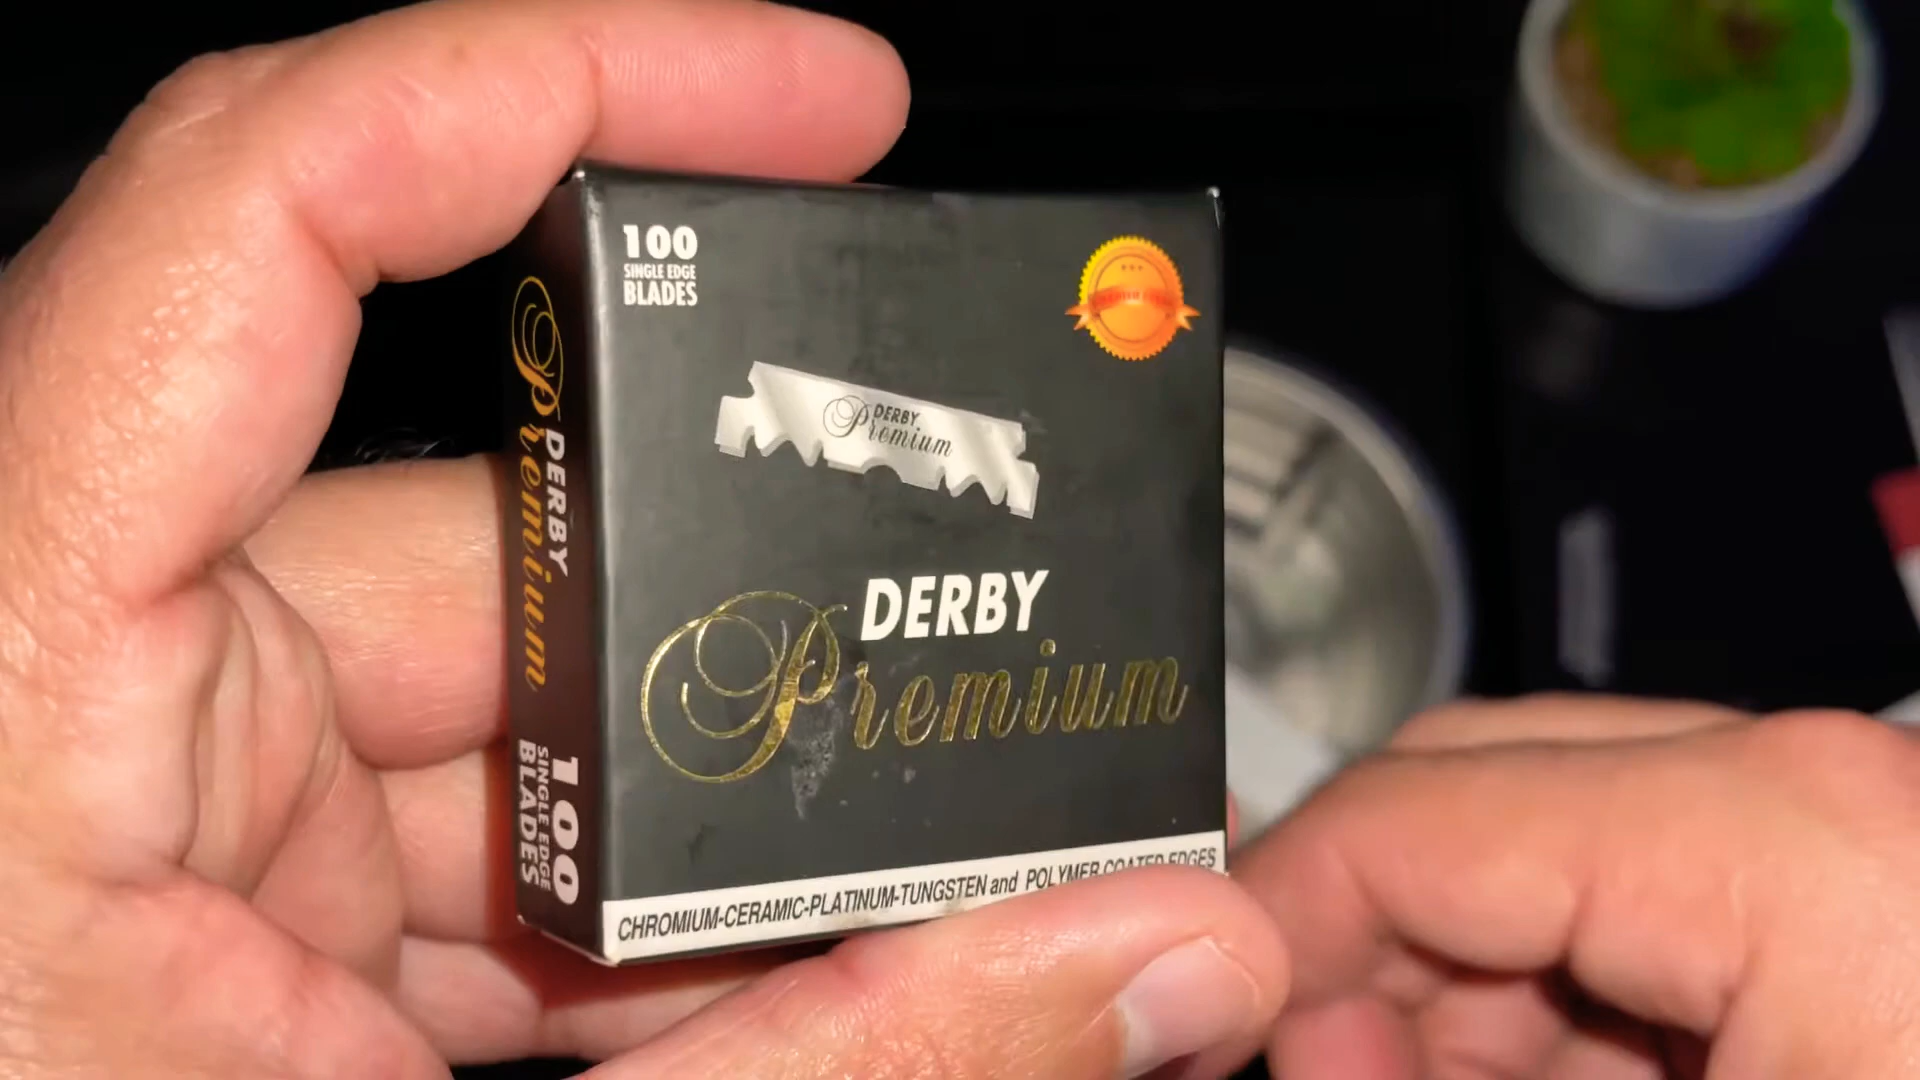 100
SINGLE EDGE
BLADES
DERBY
Premium
DERBY
Premium
CHROMIUM-CERAMIC-PLATINUM-TUNGSTEN and POLYMER COATED EDGES
DERBY
Premium
100
SINGLE EDGE
BLADES